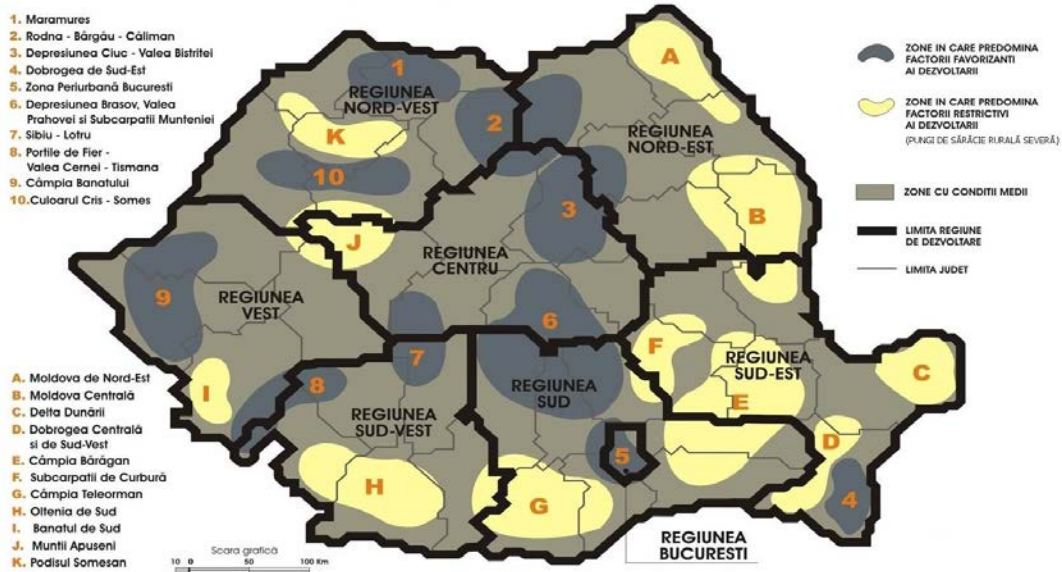 1. Maramures
2. Rodna - Bârgău - Căliman
3. Depresiunea Ciuc - Valea Bistritei
4. Dobrogea de Sud-Est
5. Zona Periurbană Bucuresti
6. Depresiunea Brasov, Valea
Prahovei si Subcarpatii Munteniei
7. Sibiu - Lotru
8. Portile de Fier -
Valea Cernei - Tismana
9. Câmpia Banatului
10. Culoarul Cris - Somes
A. Moldova de Nord-Est
B. Moldova Centrală
C. Delta Dunării
D. Dobrogea Centrală
si de Sud-Vest
E. Câmpia Bărăgan
F. Subcarpatii de Curbură
G. Câmpia Teleorman
H. Oltenia de Sud
I. Banatul de Sud
J. Muntii Apuseni
K. Podisul Somesan
1
REGIUNEA
NORD-VEST
2
K
10
J
A
REGIUNEA
NORD-EST
B
3
REGIUNEA
CENTRU
9
REGIUNEA
VEST
I
8
7
6
REGIUNEA
SUD
REGIUNEA
SUD-VEST
H
G
5
F
REGIUNEA
SUD-EST
E
C
D
4
REGIUNEA
BUCURESTI
ZONE IN CARE PREDOMINA
FACTORII FAVORIZANTI
AI DEZVOLTARII
ZONE IN CARE PREDOMINA
FACTORII RESTRICTIVI
AI DEZVOLTARII
(PUNGI DE SĂRĂCIE RURALĂ SEVERĂ)
ZONE CU CONDITII MEDII
LIMITA REGIUNE
DE DEZVOLTARE
LIMITA JUDET
Scara grafică
10 0 50 100 Km